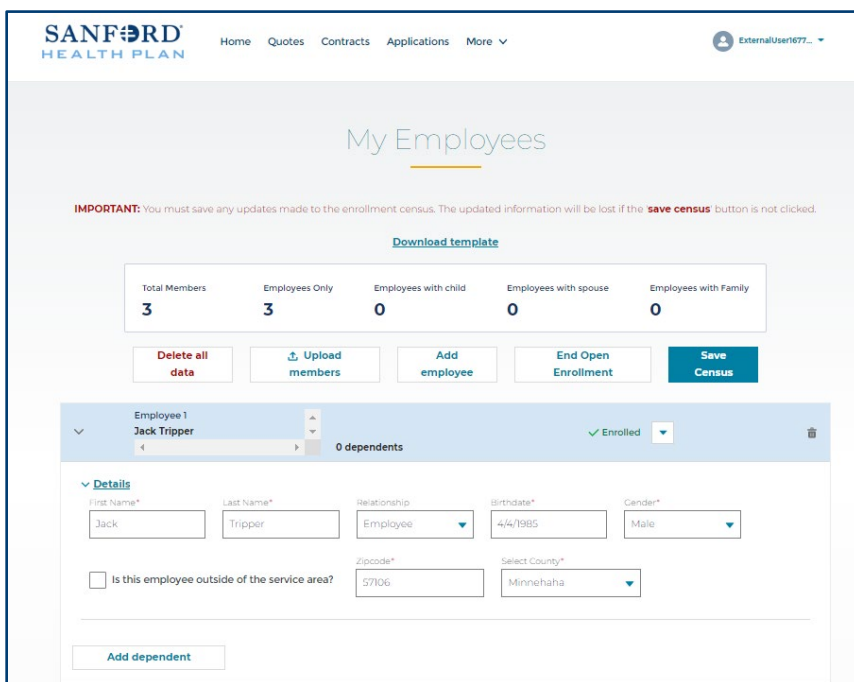 SANFORD
HEALTH PLAN
Home Quotes Contracts Applications More
ExternalUser1677...
My Employees
IMPORTANT: You must save any updates made to the enrollment census. The updated information will be lost if the 'save census' button is not clicked.
Download template
Total Members Employees Only Employees with child Employees with spouse Employees with Family
3 3 0 0 0
Delete all data Upload members Add employee End Open Enrollment Save Census
Employee 1
Jack Tripper
0 dependents
Enrolled
Details
First Name* Last Name* Relationship Birthdate* Gender*
Jack Tripper Employee 4/4/1985 Male
Zipcode* Select County*
Is this employee outside of the service area? 57106 Minnehaha
Add dependent